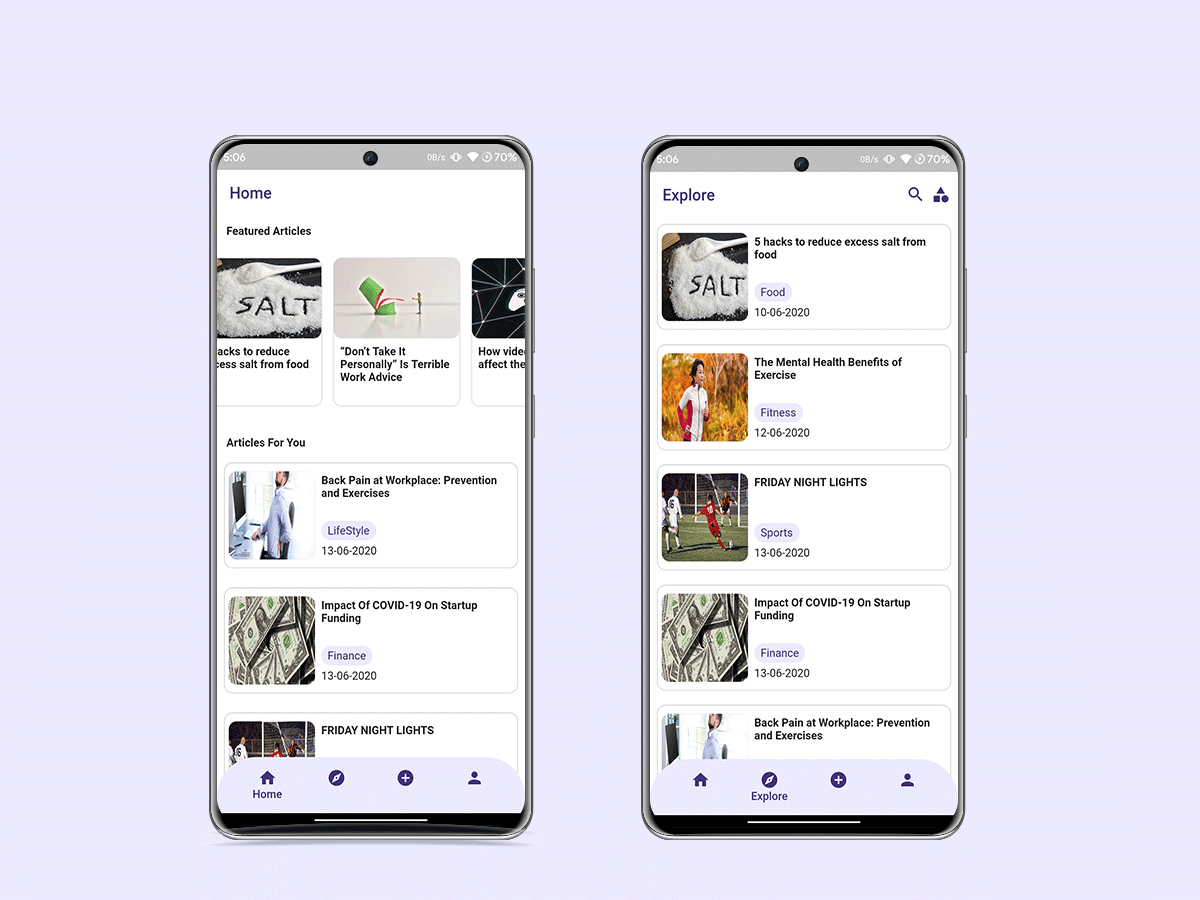 5:06
0B/s
70%
Home
Featured Articles
SALT
acks to reduce
cess salt from food
“Don’t Take It
Personally” Is Terrible
Work Advice
How vide
affect the
Articles For You
Back Pain at Workplace: Prevention
and Exercises
LifeStyle
13-06-2020
Impact Of COVID-19 On Startup
Funding
Finance
13-06-2020
FRIDAY NIGHT LIGHTS
Home
5:06
0B/s
70%
Explore
SALT
5 hacks to reduce excess salt from
food
Food
10-06-2020
The Mental Health Benefits of
Exercise
Fitness
12-06-2020
FRIDAY NIGHT LIGHTS
Sports
13-06-2020
Impact Of COVID-19 On Startup
Funding
Finance
13-06-2020
Back Pain at Workplace: Prevention
and Exercises
Explore